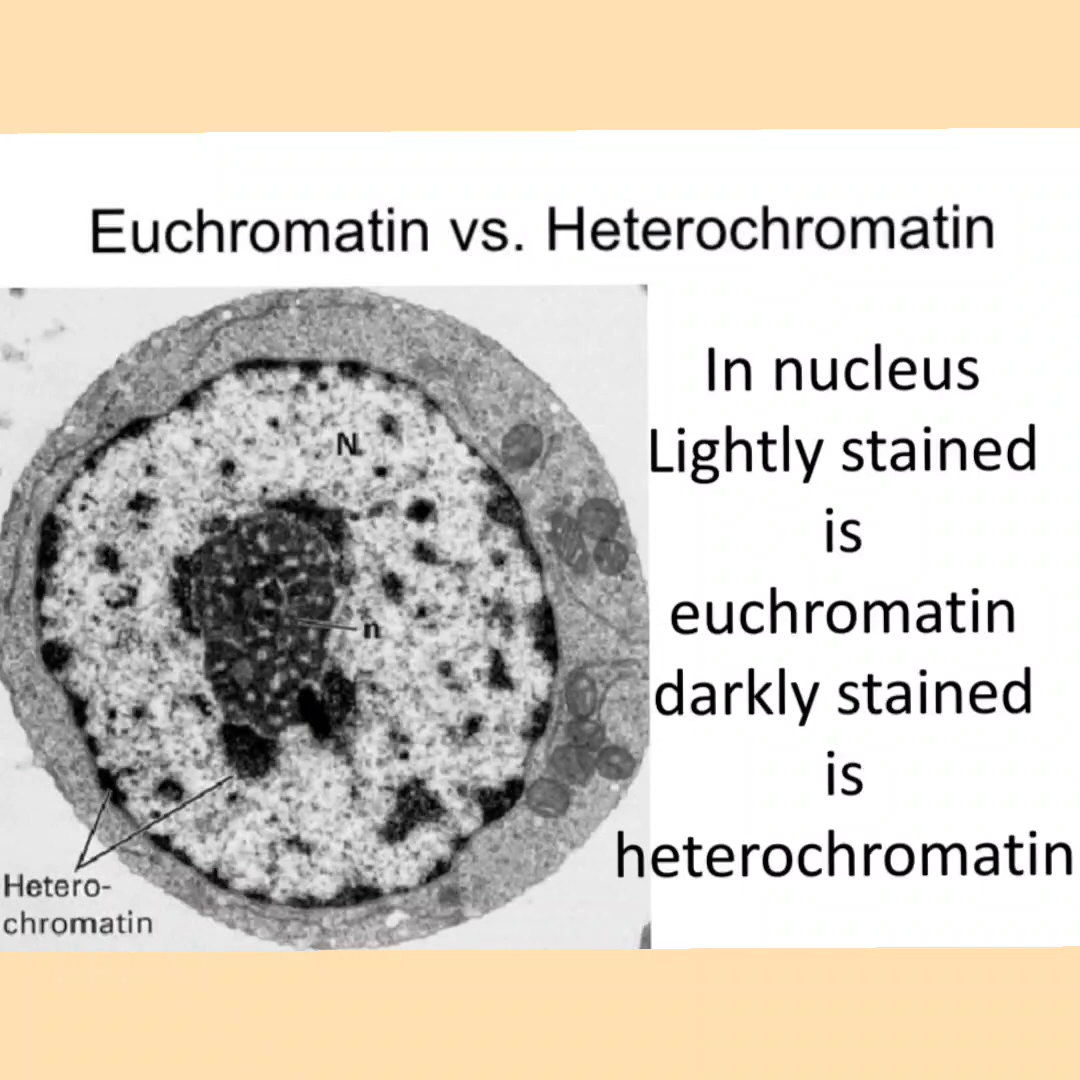 Euchromatin vs. Heterochromatin
In nucleus
Lightly stained
is
euchromatin
darkly stained
is
heterochromatin
N
n
Hetero-
chromatin